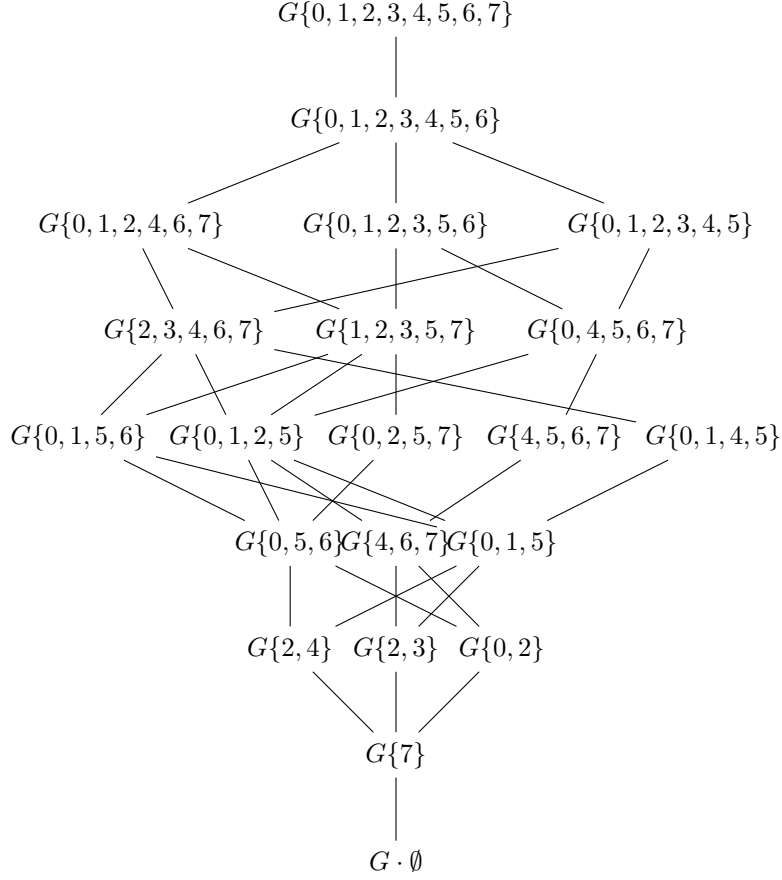 G{0, 1, 2, 3, 4, 5, 6, 7}
G{0, 1, 2, 3, 4, 5, 6}
G{0, 1, 2, 4, 6, 7} G{0, 1, 2, 3, 5, 6} G{0, 1, 2, 3, 4, 5}
G{2, 3, 4, 6, 7} G{1, 2, 3, 5, 7} G{0, 4, 5, 6, 7}
G{0, 1, 5, 6} G{0, 1, 2, 5} G{0, 2, 5, 7} G{4, 5, 6, 7} G{0, 1, 4, 5}
G{0, 5, 6} G{4, 6, 7} G{0, 1, 5}
G{2, 4} G{2, 3} G{0, 2}
G{7}
G · ∅